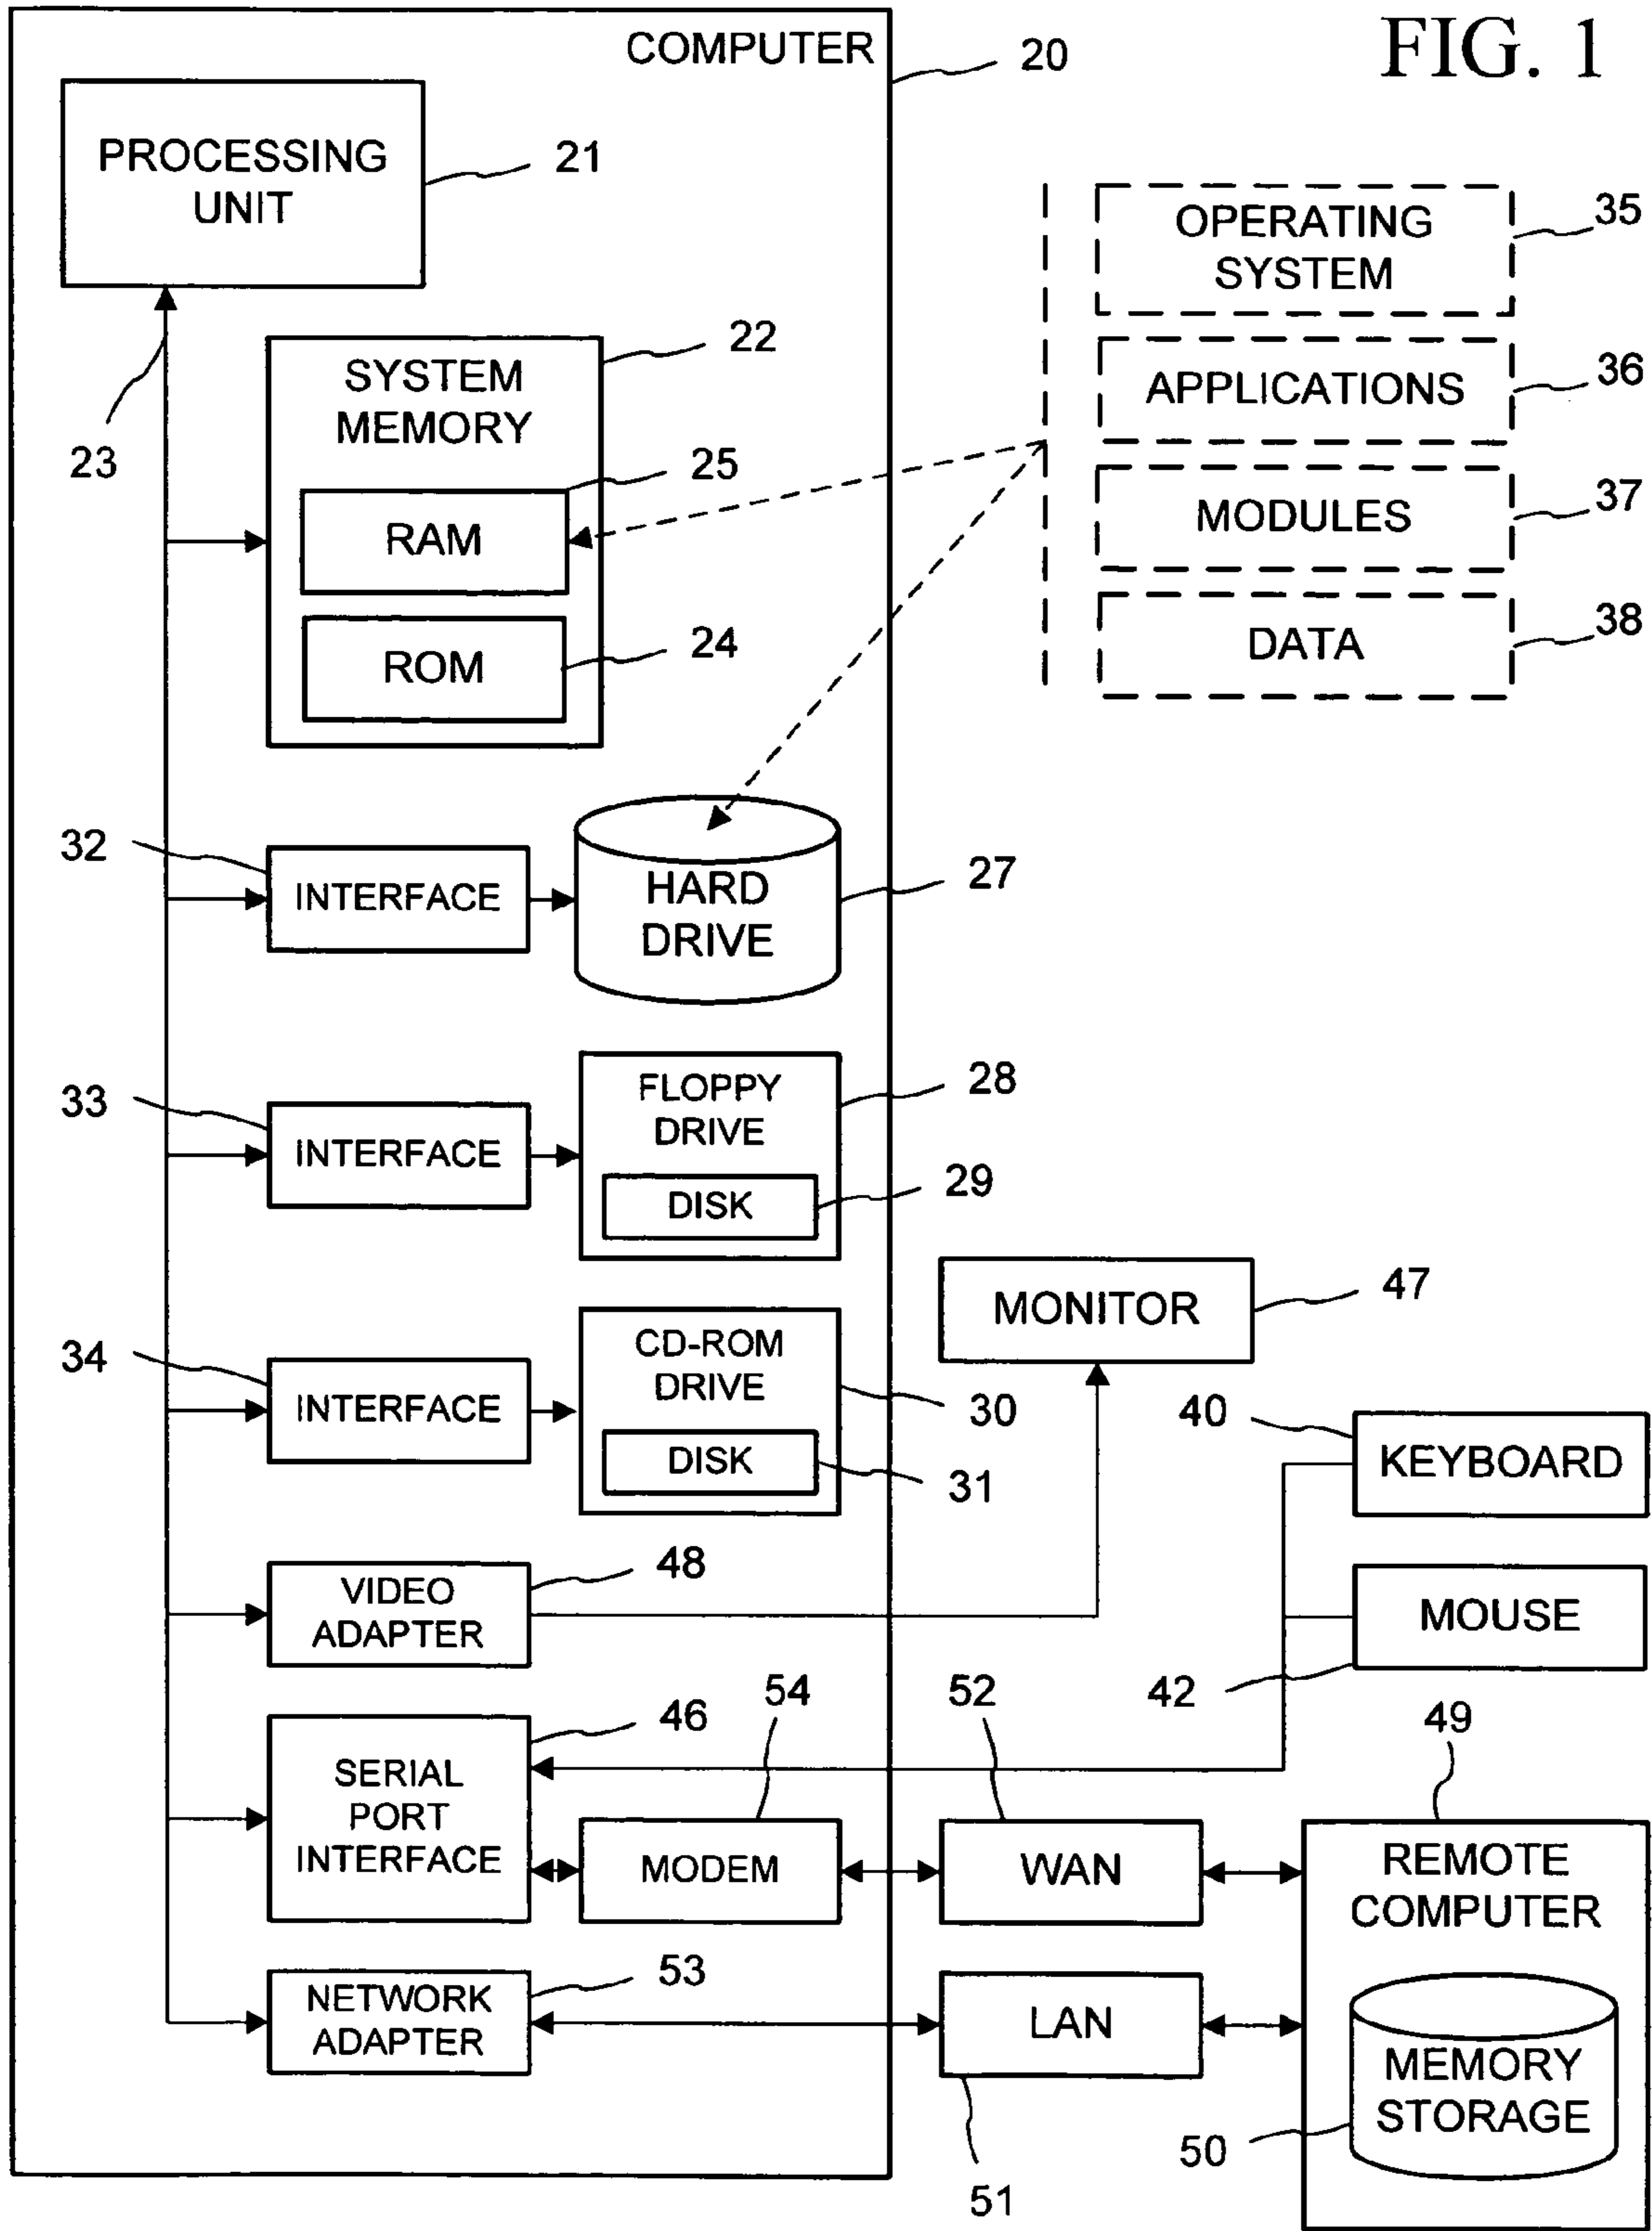 FIG. 1
COMPUTER
20
PROCESSING
UNIT
21
23
SYSTEM
MEMORY
22
RAM
25
ROM
24
OPERATING
SYSTEM
35
APPLICATIONS
36
MODULES
37
DATA
38
32
INTERFACE
HARD
DRIVE
27
33
INTERFACE
FLOPPY
DRIVE
28
DISK
29
34
INTERFACE
CD-ROM
DRIVE
30
DISK
31
MONITOR
47
40
KEYBOARD
MOUSE
42
VIDEO
ADAPTER
48
SERIAL
PORT
INTERFACE
46
54
MODEM
52
WAN
49
REMOTE
COMPUTER
NETWORK
ADAPTER
53
LAN
51
MEMORY
STORAGE
50